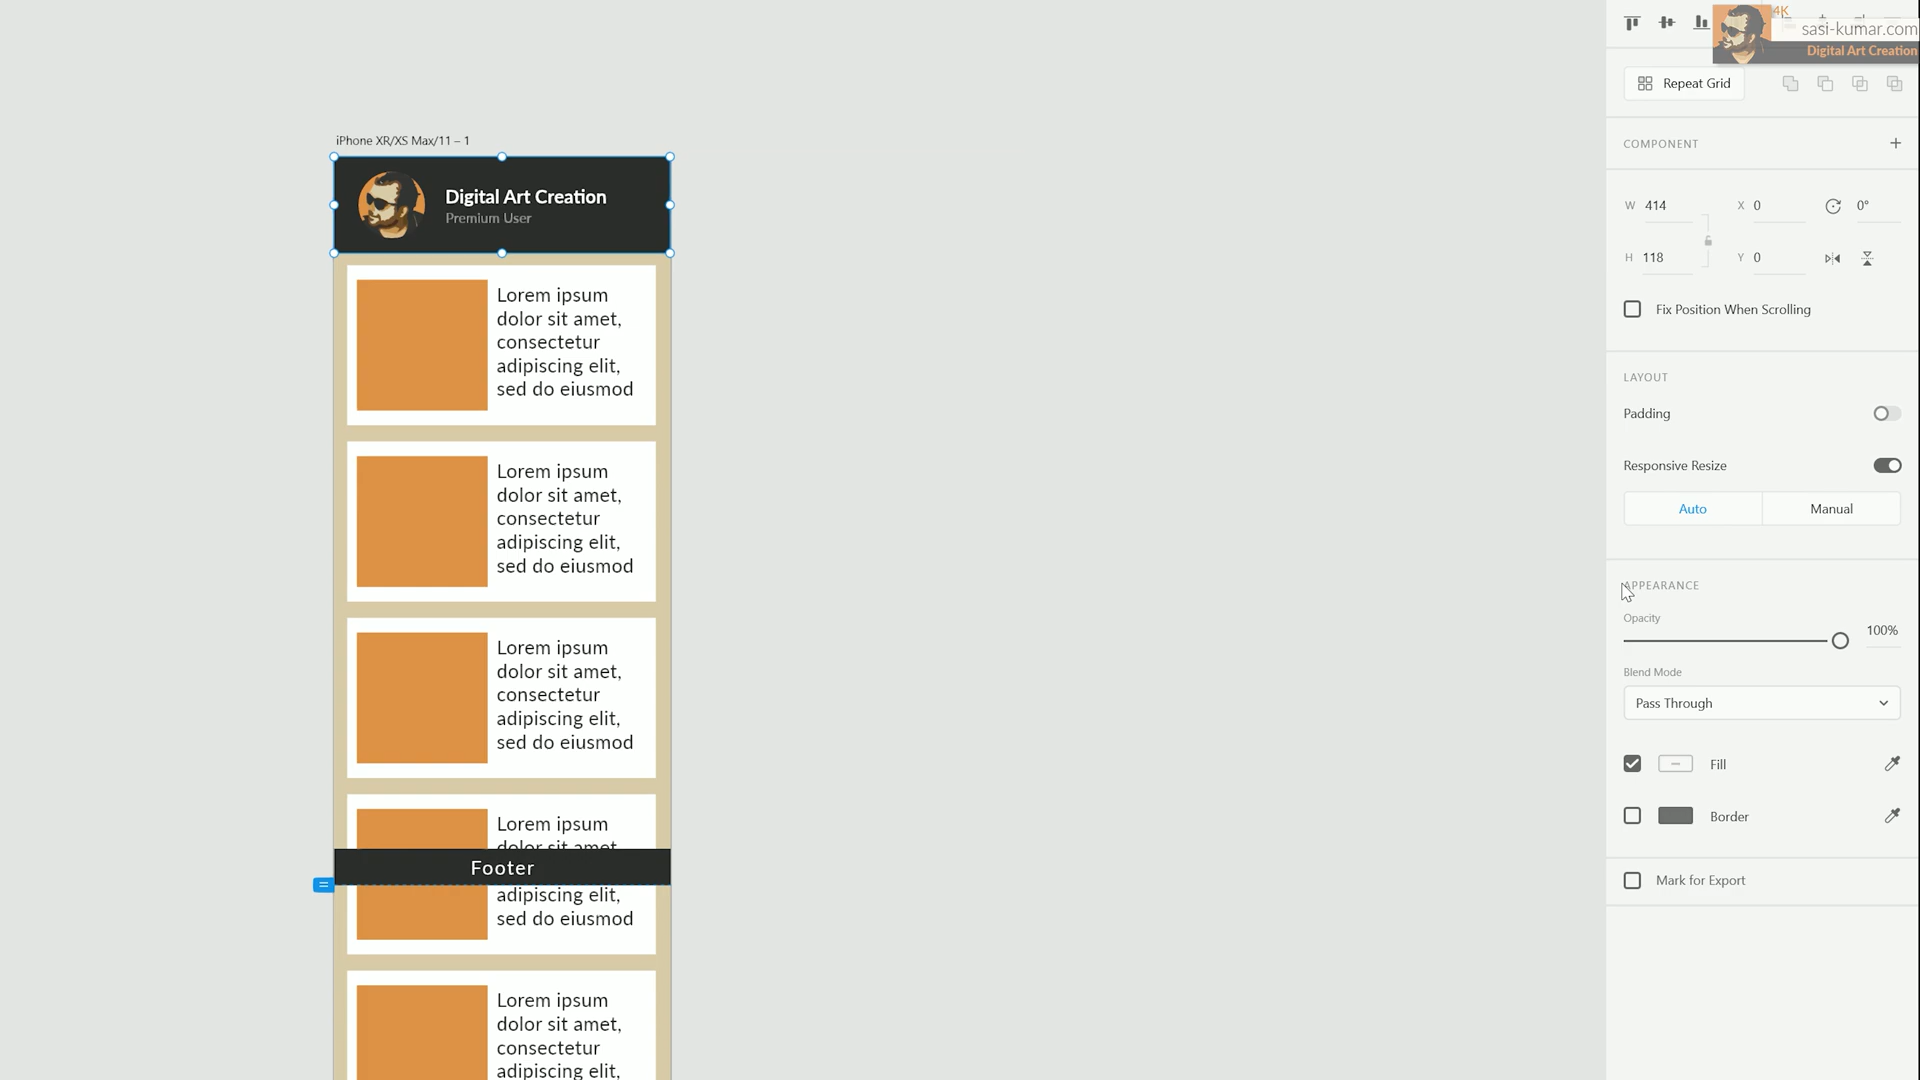 4K
sasi-kumar.com
Digital Art Creation
Repeat Grid
iPhone XR/XS Max/11 – 1
COMPONENT
Digital Art Creation
Premium User
W 414
X 0
0°
H 118
Y 0
Fix Position When Scrolling
Lorem ipsum
dolor sit amet,
consectetur
adipiscing elit,
sed do eiusmod
LAYOUT
Padding
Responsive Resize
Auto
Manual
Lorem ipsum
dolor sit amet,
consectetur
adipiscing elit,
sed do eiusmod
APPEARANCE
Opacity
100%
Blend Mode
Pass Through
Lorem ipsum
dolor sit amet,
consectetur
adipiscing elit,
sed do eiusmod
Fill
Border
Lorem ipsum
dolor sit amet
Footer
adipiscing elit,
sed do eiusmod
Mark for Export
Lorem ipsum
dolor sit amet,
consectetur
adipiscing elit,